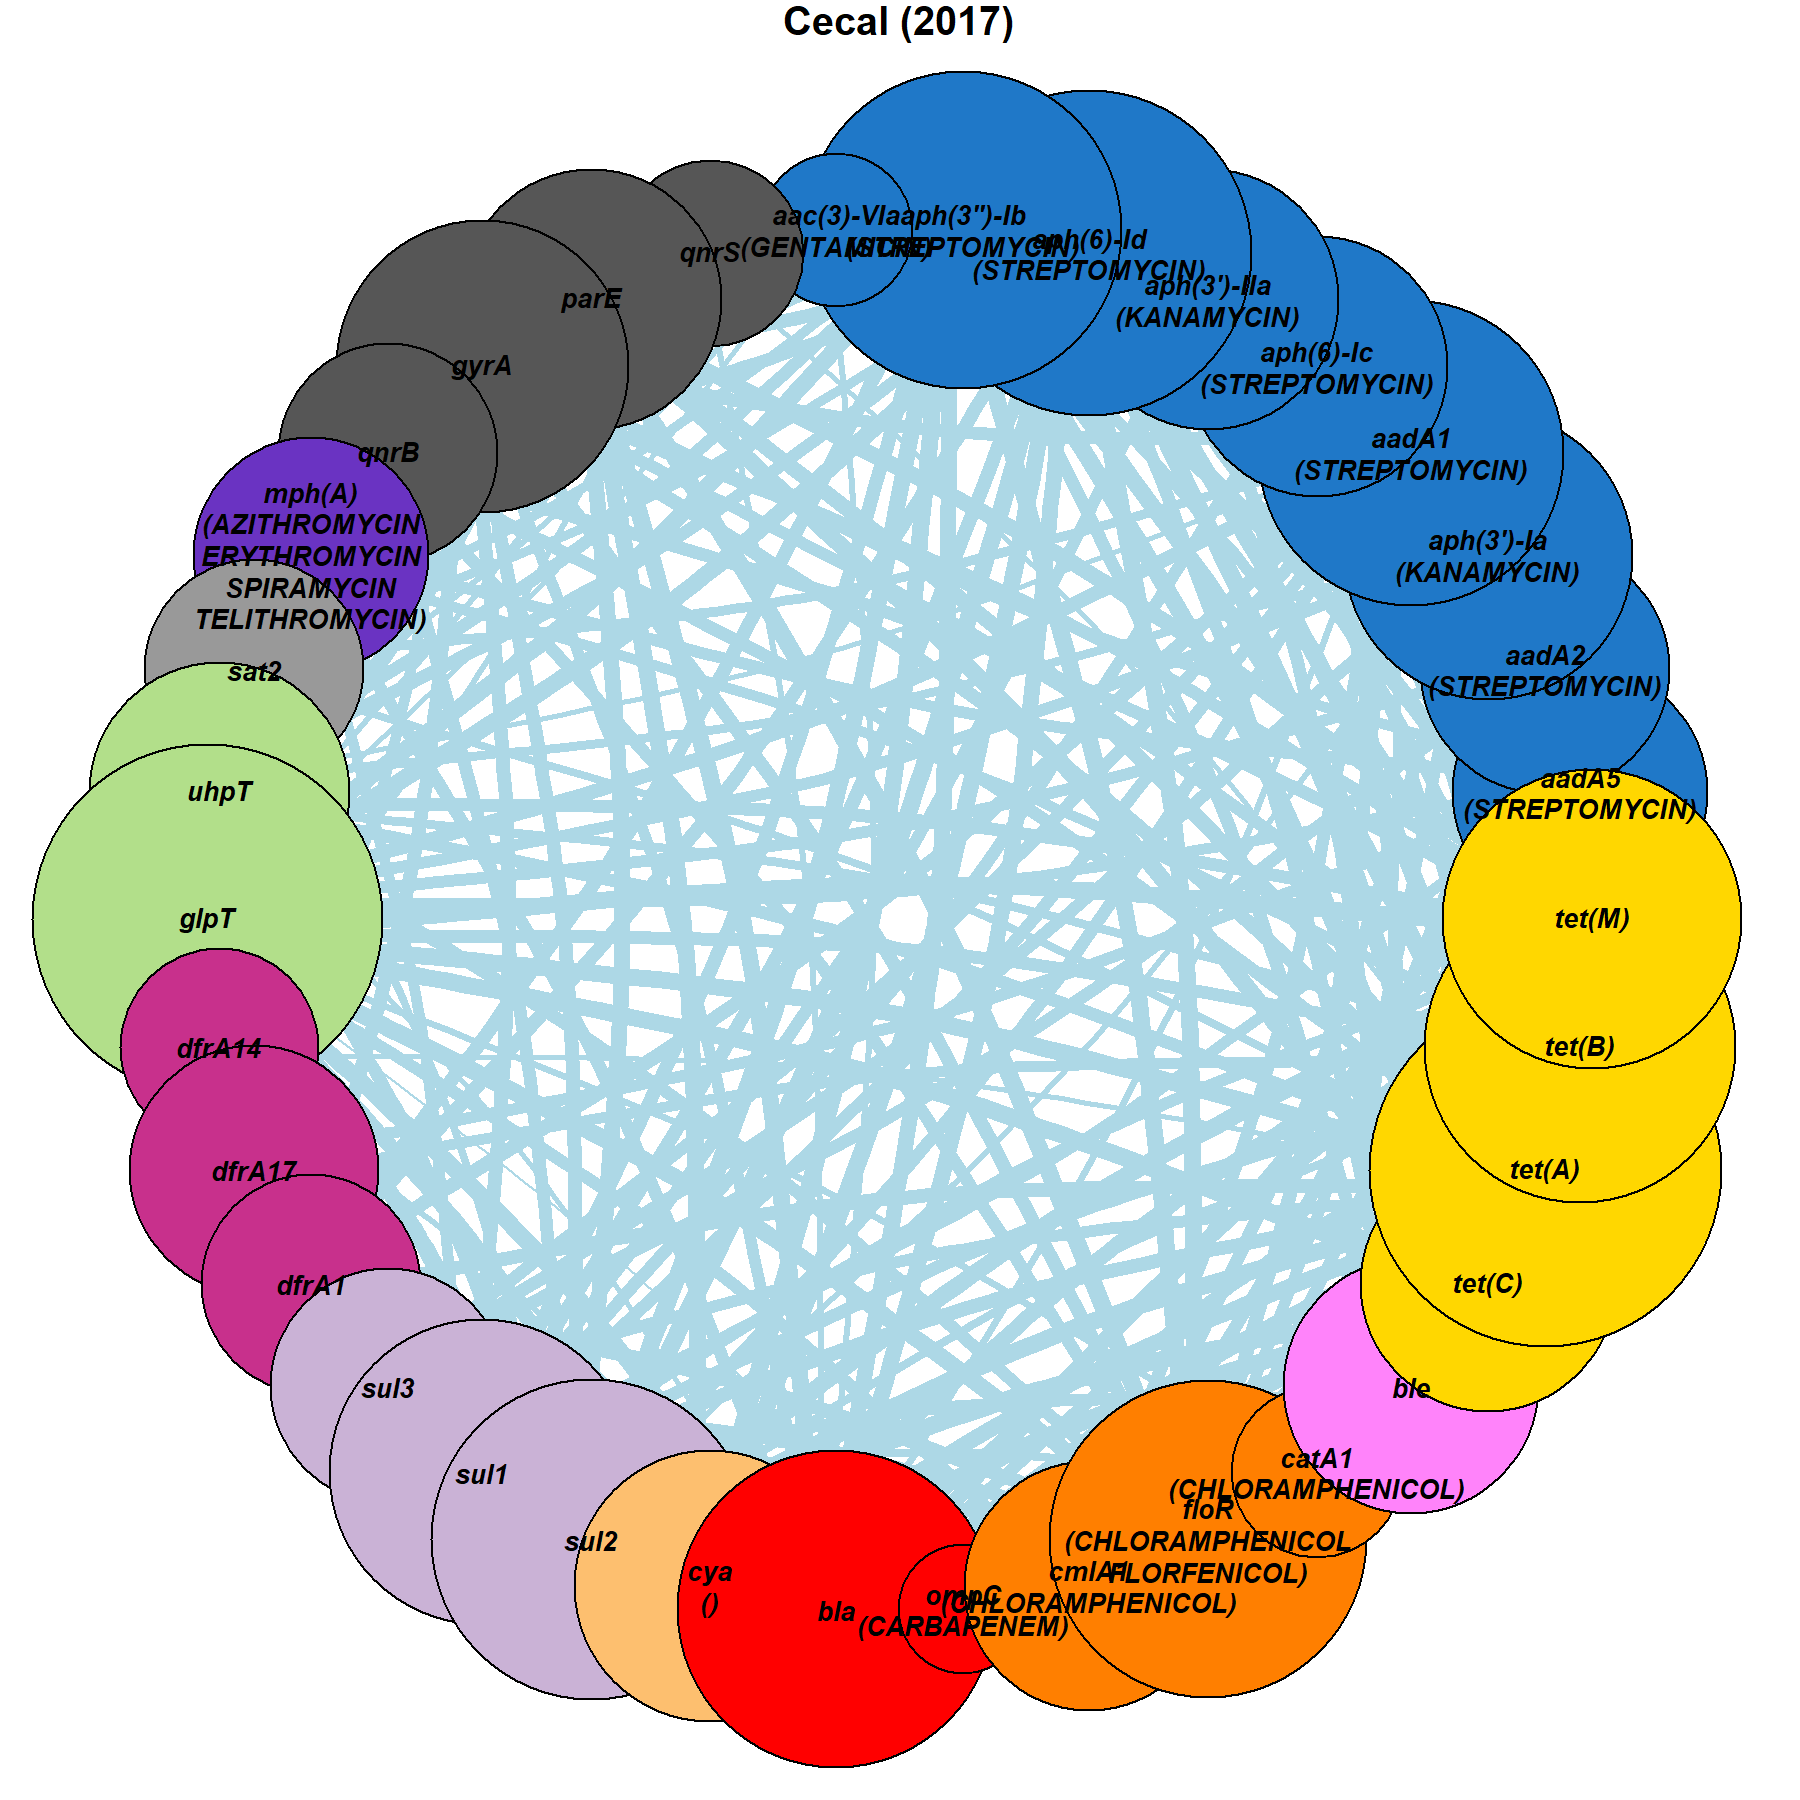 Cecal (2017)
aac(3)-VIa
(GENTAMICIN)
aph(3")-Ib
(STREPTOMYCIN)
aph(6)-Id
(STREPTOMYCIN)
aph(3')-IIa
(KANAMYCIN)
aph(6)-Ic
(STREPTOMYCIN)
aadA1
(STREPTOMYCIN)
aph(3')-Ia
(KANAMYCIN)
aadA2
(STREPTOMYCIN)
aadA5
(STREPTOMYCIN)
tet(M)
tet(B)
tet(A)
tet(C)
ble
catA1
(CHLORAMPHENICOL)
floR
(CHLORAMPHENICOL
FLORFENICOL)
cmlA1
(CHLORAMPHENICOL)
ompC
(CARBAPENEM)
bla
cya
()
sul2
sul1
sul3
dfrA1
dfrA17
dfrA14
glpT
uhpT
sat2
mph(A)
(AZITHROMYCIN
ERYTHROMYCIN
SPIRAMYCIN
TELITHROMYCIN)
qnrB
gyrA
parE
qnrS